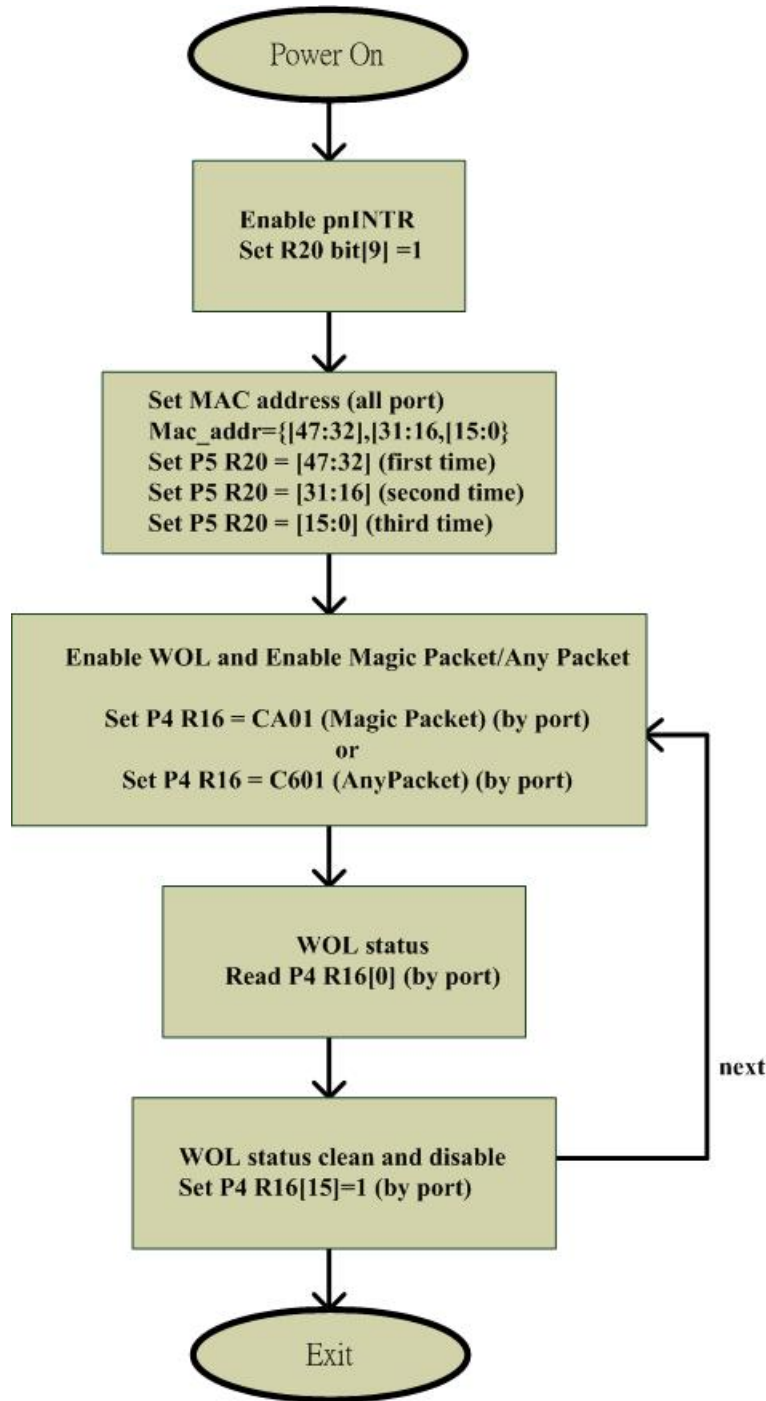 Power On
Enable pnINTR
Set R20 bit[9] =1
Set MAC address (all port)
Mac_addr={[47:32],[31:16,[15:0}
Set P5 R20 = [47:32] (first time)
Set P5 R20 = [31:16] (second time)
Set P5 R20 = [15:0] (third time)
Enable WOL and Enable Magic Packet/Any Packet
Set P4 R16 = CA01 (Magic Packet) (by port)
or
Set P4 R16 = C601 (AnyPacket) (by port)
WOL status
Read P4 R16[0] (by port)
next
WOL status clean and disable
Set P4 R16[15]=1 (by port)
Exit